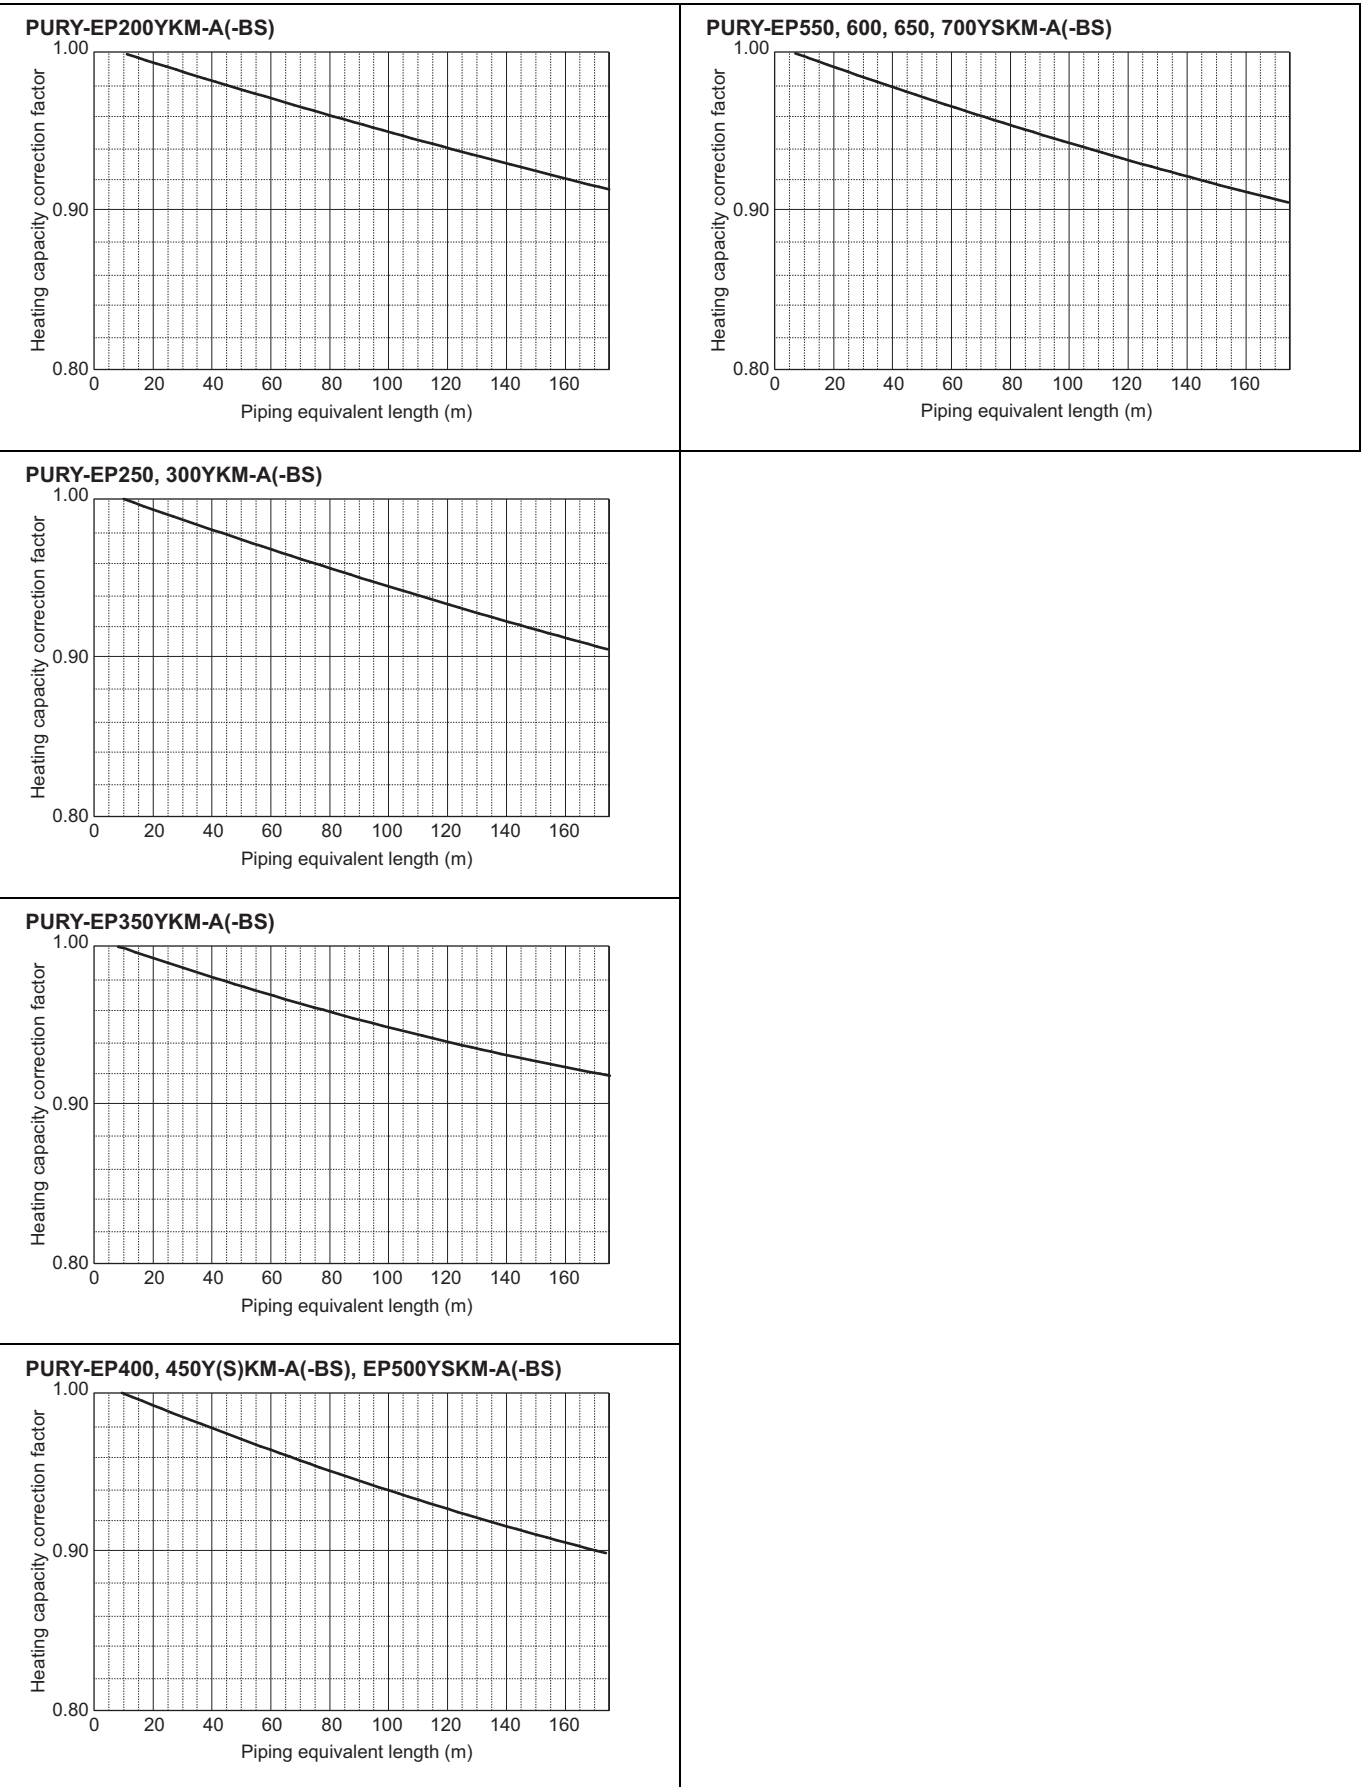 PURY-EP200YKM-A(-BS)
1.00
0.90
0.80
Heating capacity correction factor
0 20 40 60 80 100 120 140 160
Piping equivalent length (m)
PURY-EP550, 600, 650, 700YSKM-A(-BS)
1.00
0.90
0.80
Heating capacity correction factor
0 20 40 60 80 100 120 140 160
Piping equivalent length (m)
PURY-EP250, 300YKM-A(-BS)
1.00
0.90
0.80
Heating capacity correction factor
0 20 40 60 80 100 120 140 160
Piping equivalent length (m)
PURY-EP350YKM-A(-BS)
1.00
0.90
0.80
Heating capacity correction factor
0 20 40 60 80 100 120 140 160
Piping equivalent length (m)
PURY-EP400, 450Y(S)KM-A(-BS), EP500YSKM-A(-BS)
1.00
0.90
0.80
Heating capacity correction factor
0 20 40 60 80 100 120 140 160
Piping equivalent length (m)